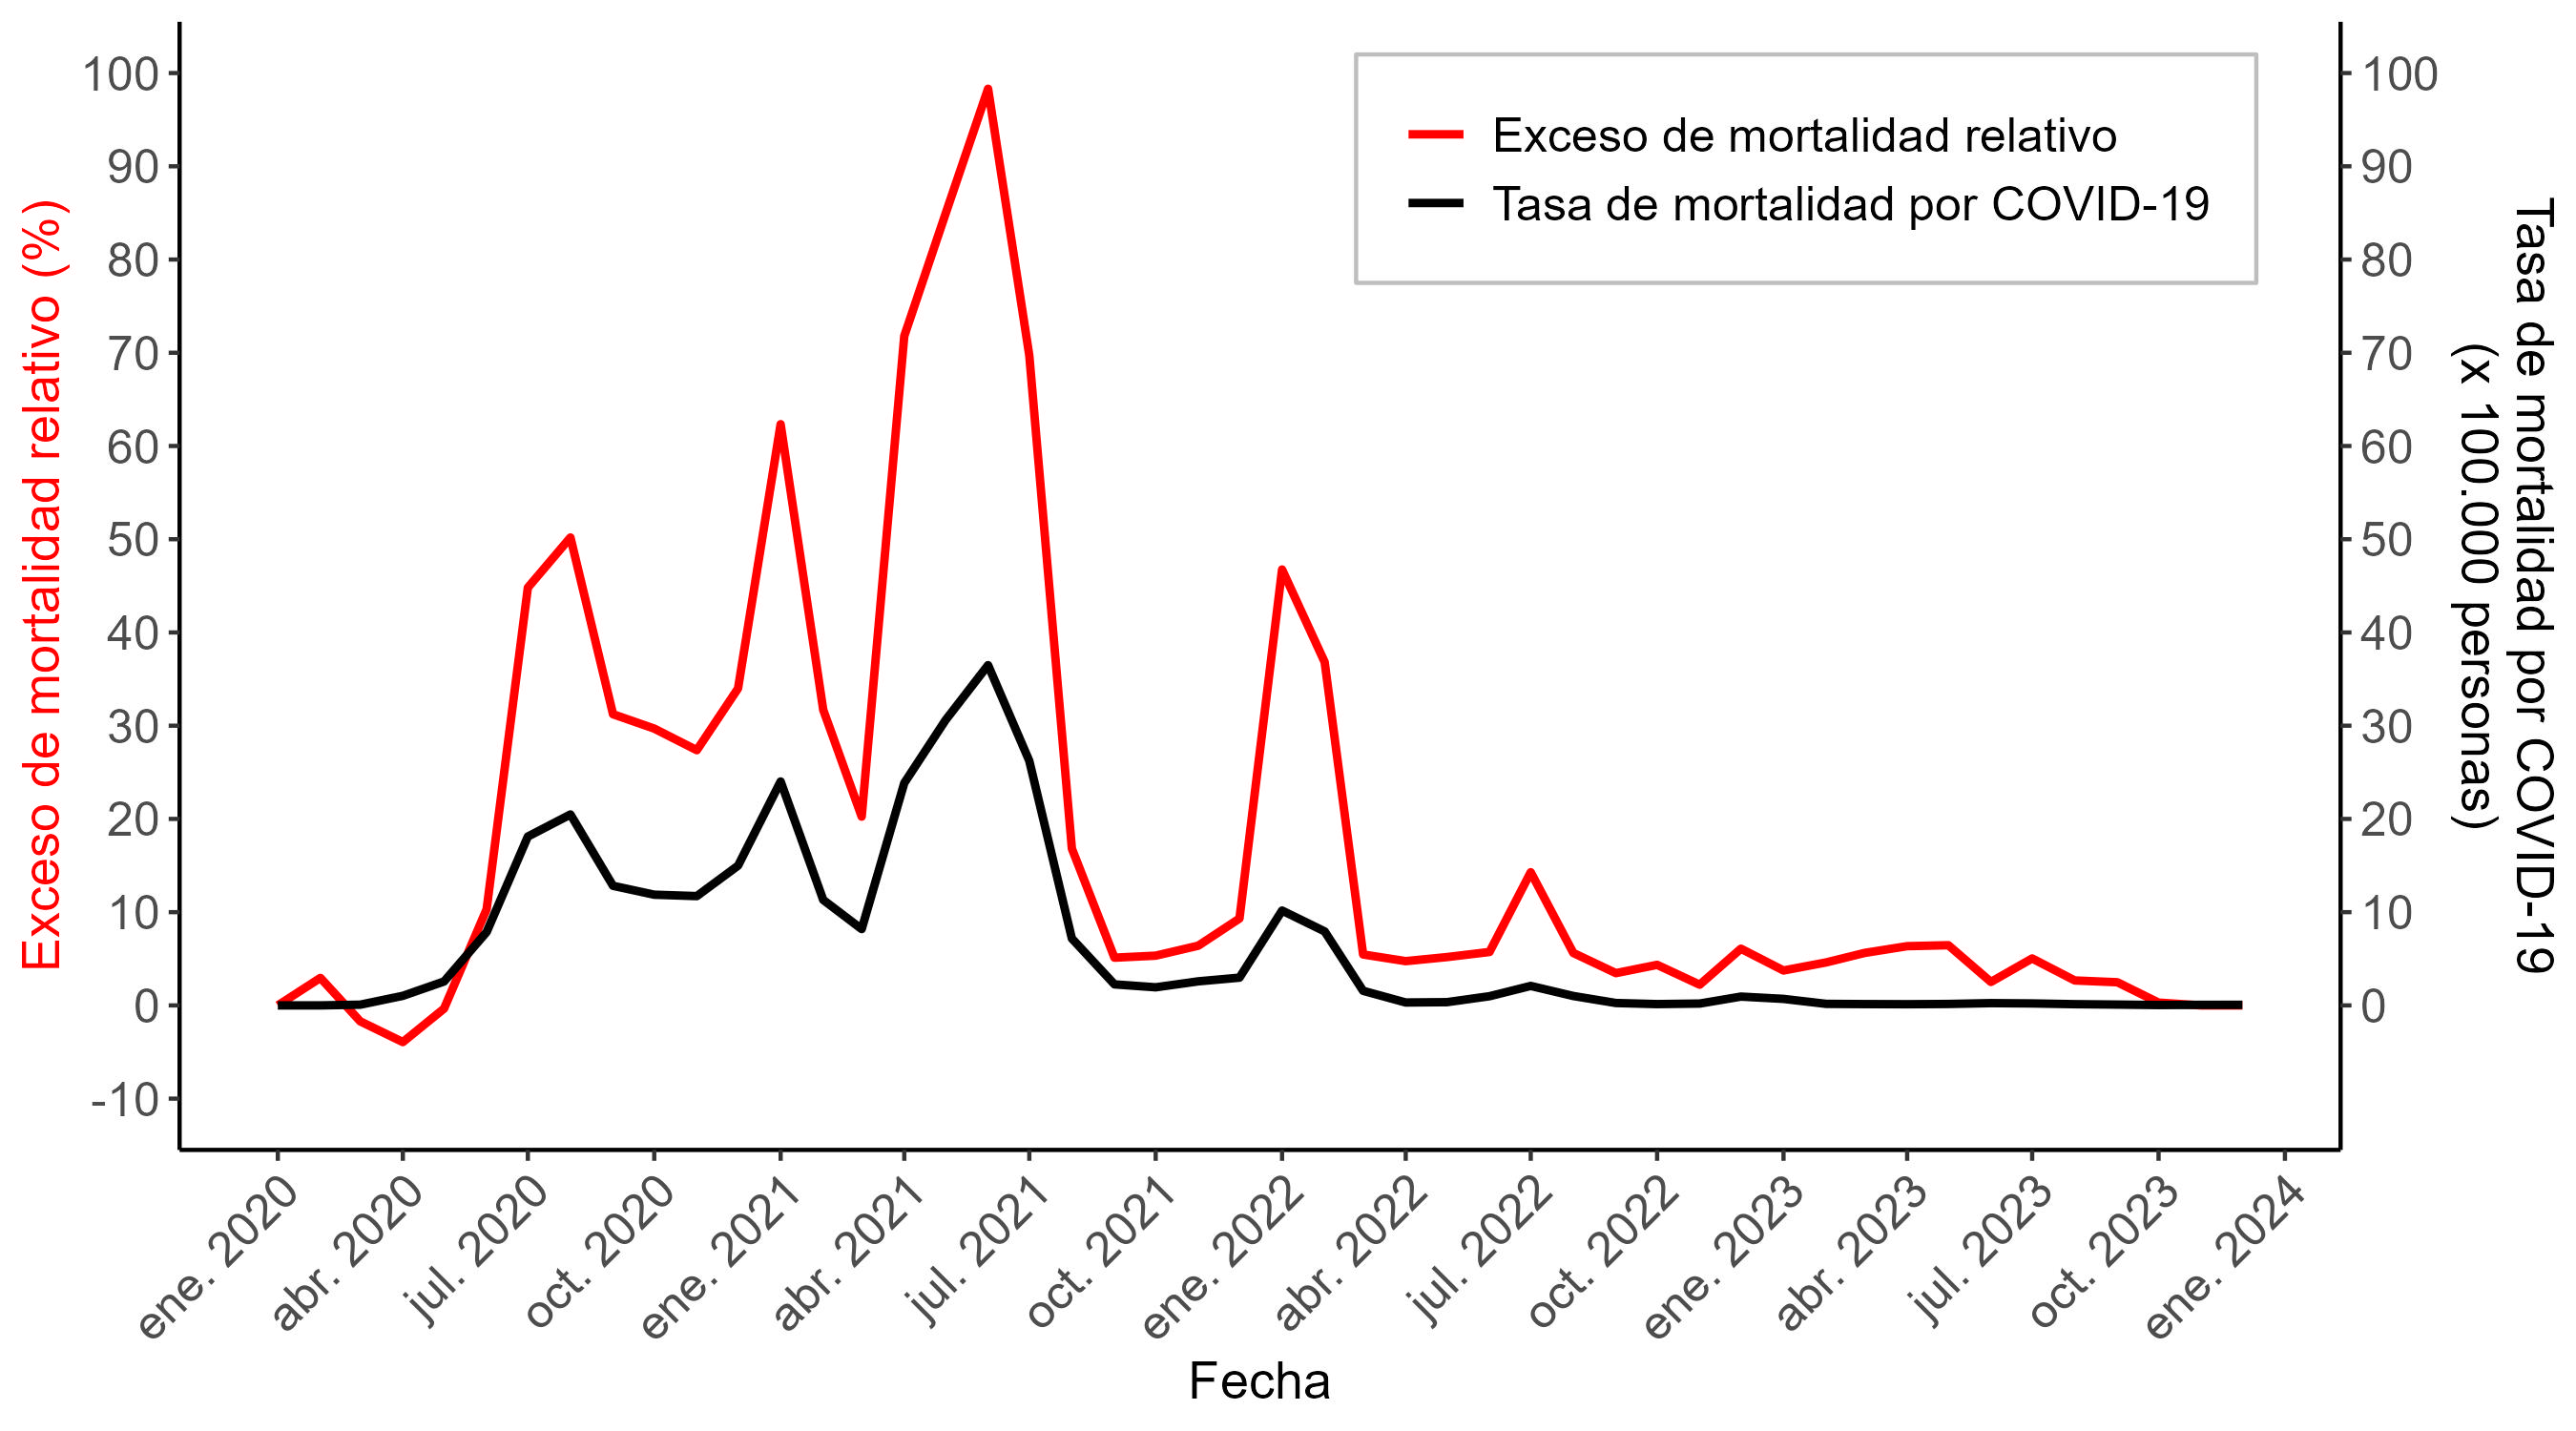 Exceso de mortalidad relativo (%)
100
90
80
70
60
50
40
30
20
10
0
-10
Exceso de mortalidad relativo
Tasa de mortalidad por COVID-19
100
90
80
70
60
50
40
30
20
10
0
Tasa de mortalidad por COVID-19
(x 100.000 personas)
ene. 2020
abr. 2020
jul. 2020
oct. 2020
ene. 2021
abr. 2021
jul. 2021
oct. 2021
ene. 2022
abr. 2022
jul. 2022
oct. 2022
ene. 2023
abr. 2023
jul. 2023
oct. 2023
ene. 2024
Fecha